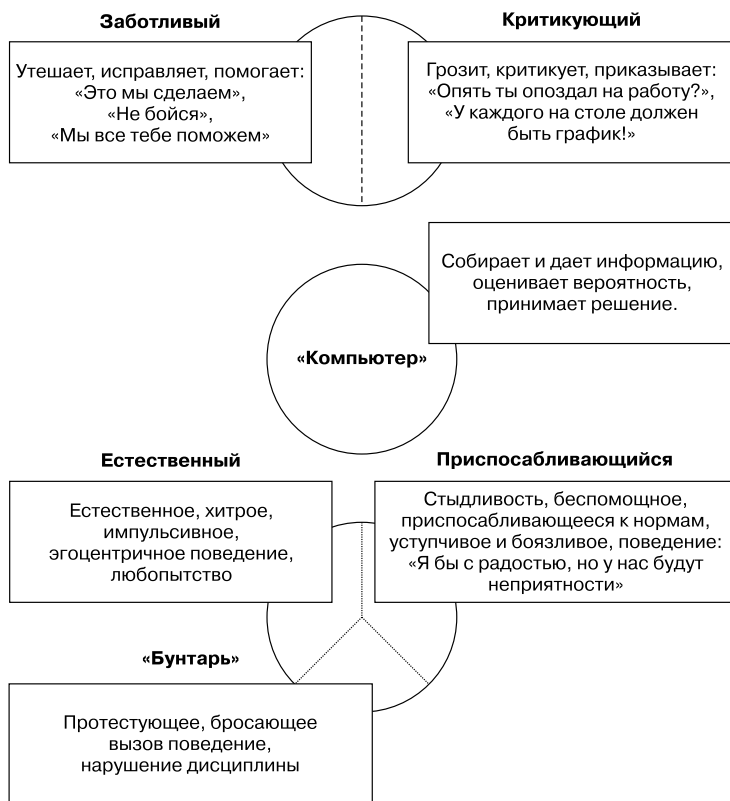 Заботливый
Утешает, исправляет, помогает:
«Это мы сделаем»,
«Не бойся»,
«Мы все тебе поможем»
Критикующий
Грозит, критикует, приказывает:
«Опять ты опоздал на работу?»,
«У каждого на столе должен
быть график!»
Собирает и дает информацию,
оценивает вероятность,
принимает решение.
«Компьютер»
Естественный
Естественное, хитрое,
импульсивное,
эгоцентричное поведение,
любопытство
Приспосабливающийся
Стыдливость, беспомощное,
приспосабливающееся к нормам,
уступчивое и боязливое, поведение:
«Я бы с радостью, но у нас будут
неприятности»
«Бунтарь»
Протестующее, бросающее
вызов поведение,
нарушение дисциплины